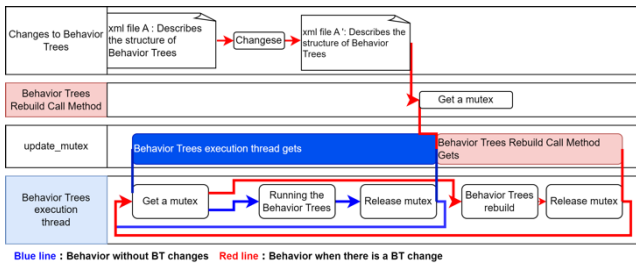 Changes to Behavior
Trees
xml file A : Describes
the structure of
Behavior Trees
Changese
xml file A': Describes the
structure of Behavior Trees
Behavior Trees
Rebuild Call Method
Get a mutex
update_mutex
Behavior Trees execution thread gets
Behavior Trees Rebuild Call Method
Gets
Behavior Trees
execution
thread
Get a mutex
Running the
Behavior Trees
Release mutex
Behavior Trees
rebuild
Release mutex
Blue line : Behavior without BT changes Red line : Behavior when there is a BT change